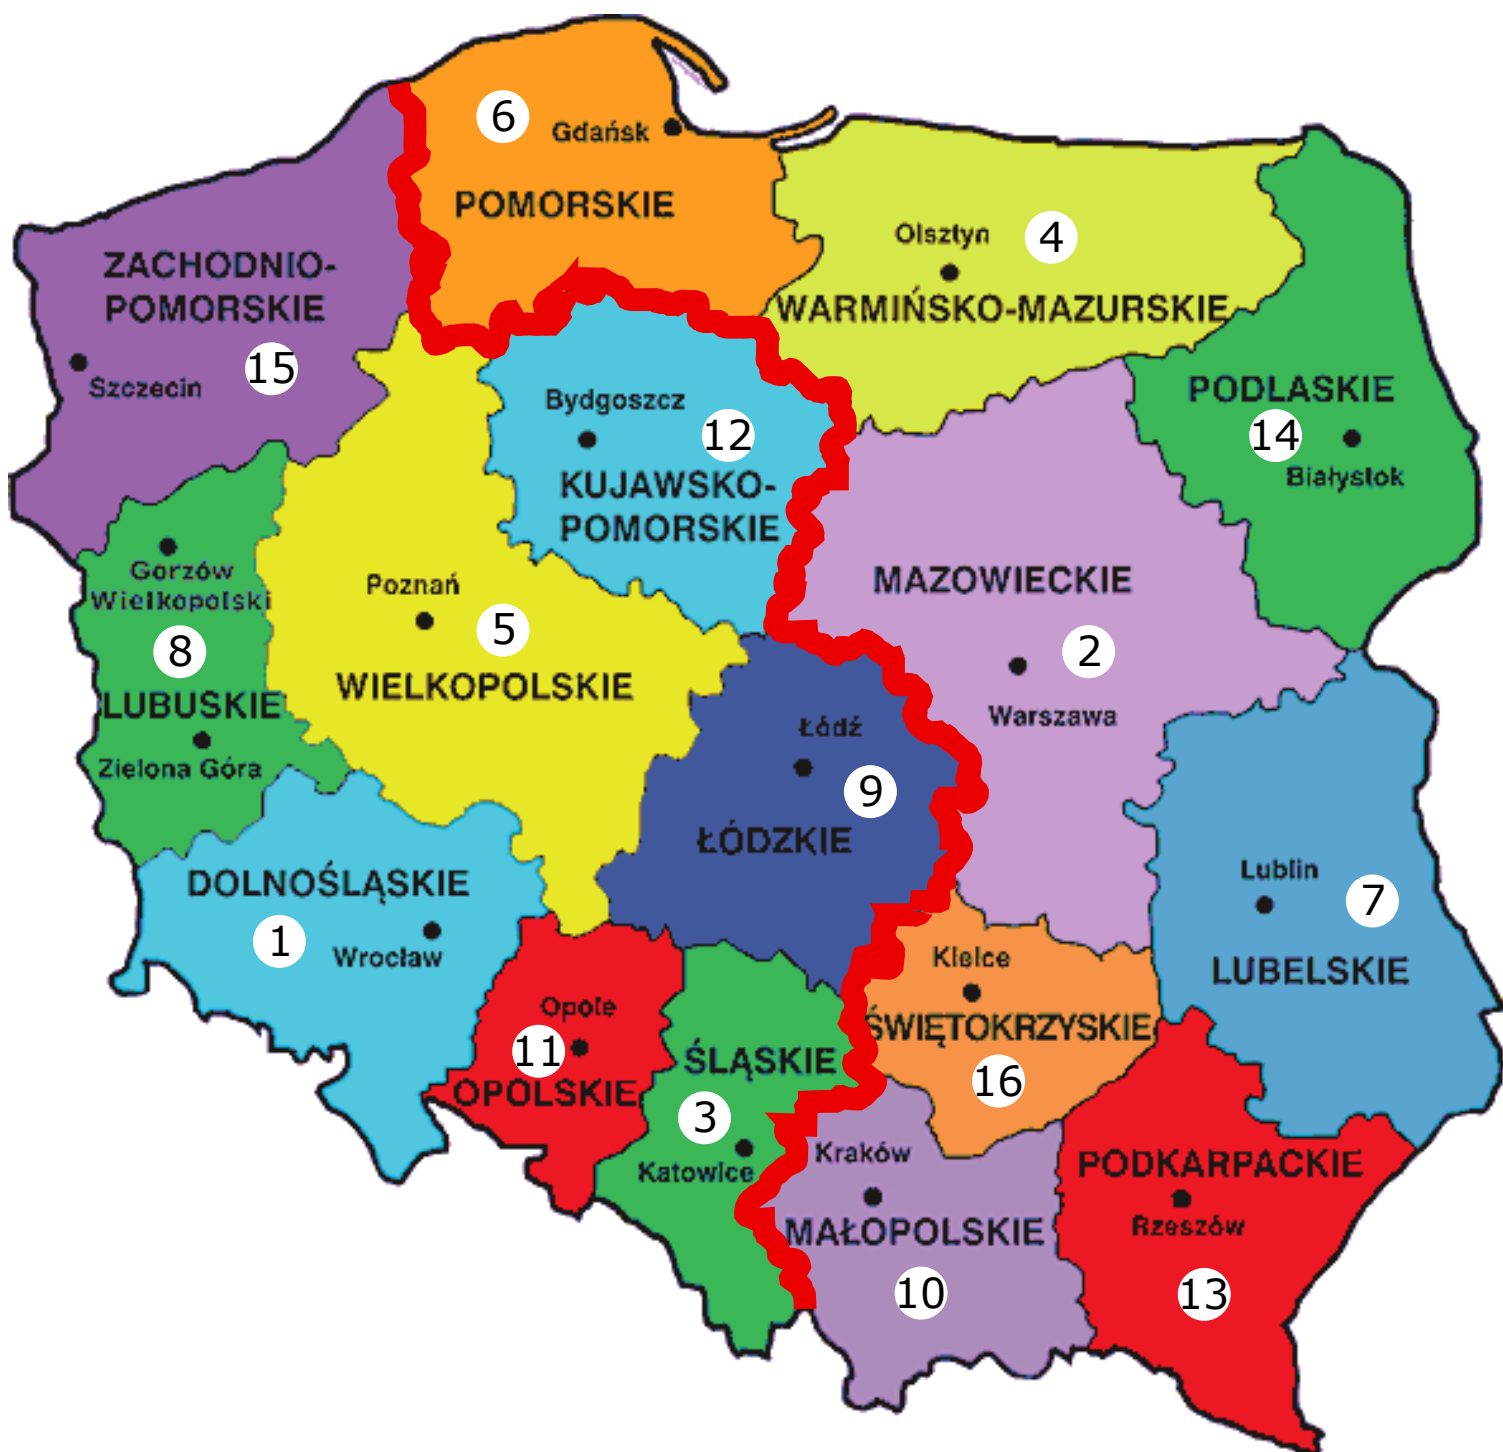 6
Gdańsk
POMORSKIE
Olsztyn
4
WARMIŃSKO-MAZURSKIE
ZACHODNIO-
POMORSKIE
15
Szczecin
PODLASKIE
14
Białystok
Bydgoszcz
12
KUJAWSKO-
POMORSKIE
Gorzów
Wielkopolski
8
LUBUSKIE
Zielona Góra
Poznań
5
WIELKOPOLSKIE
MAZOWIECKIE
2
Warszawa
Łódź
9
ŁÓDZKIE
DOLNOŚLĄSKIE
1
Wrocław
Lublin
7
LUBELSKIE
Kielce
ŚWIĘTOKRZYSKIE
16
Opole
11
OPOLSKIE
ŚLĄSKIE
3
Katowice
Kraków
MAŁOPOLSKIE
10
PODKARPACKIE
Rzeszów
13